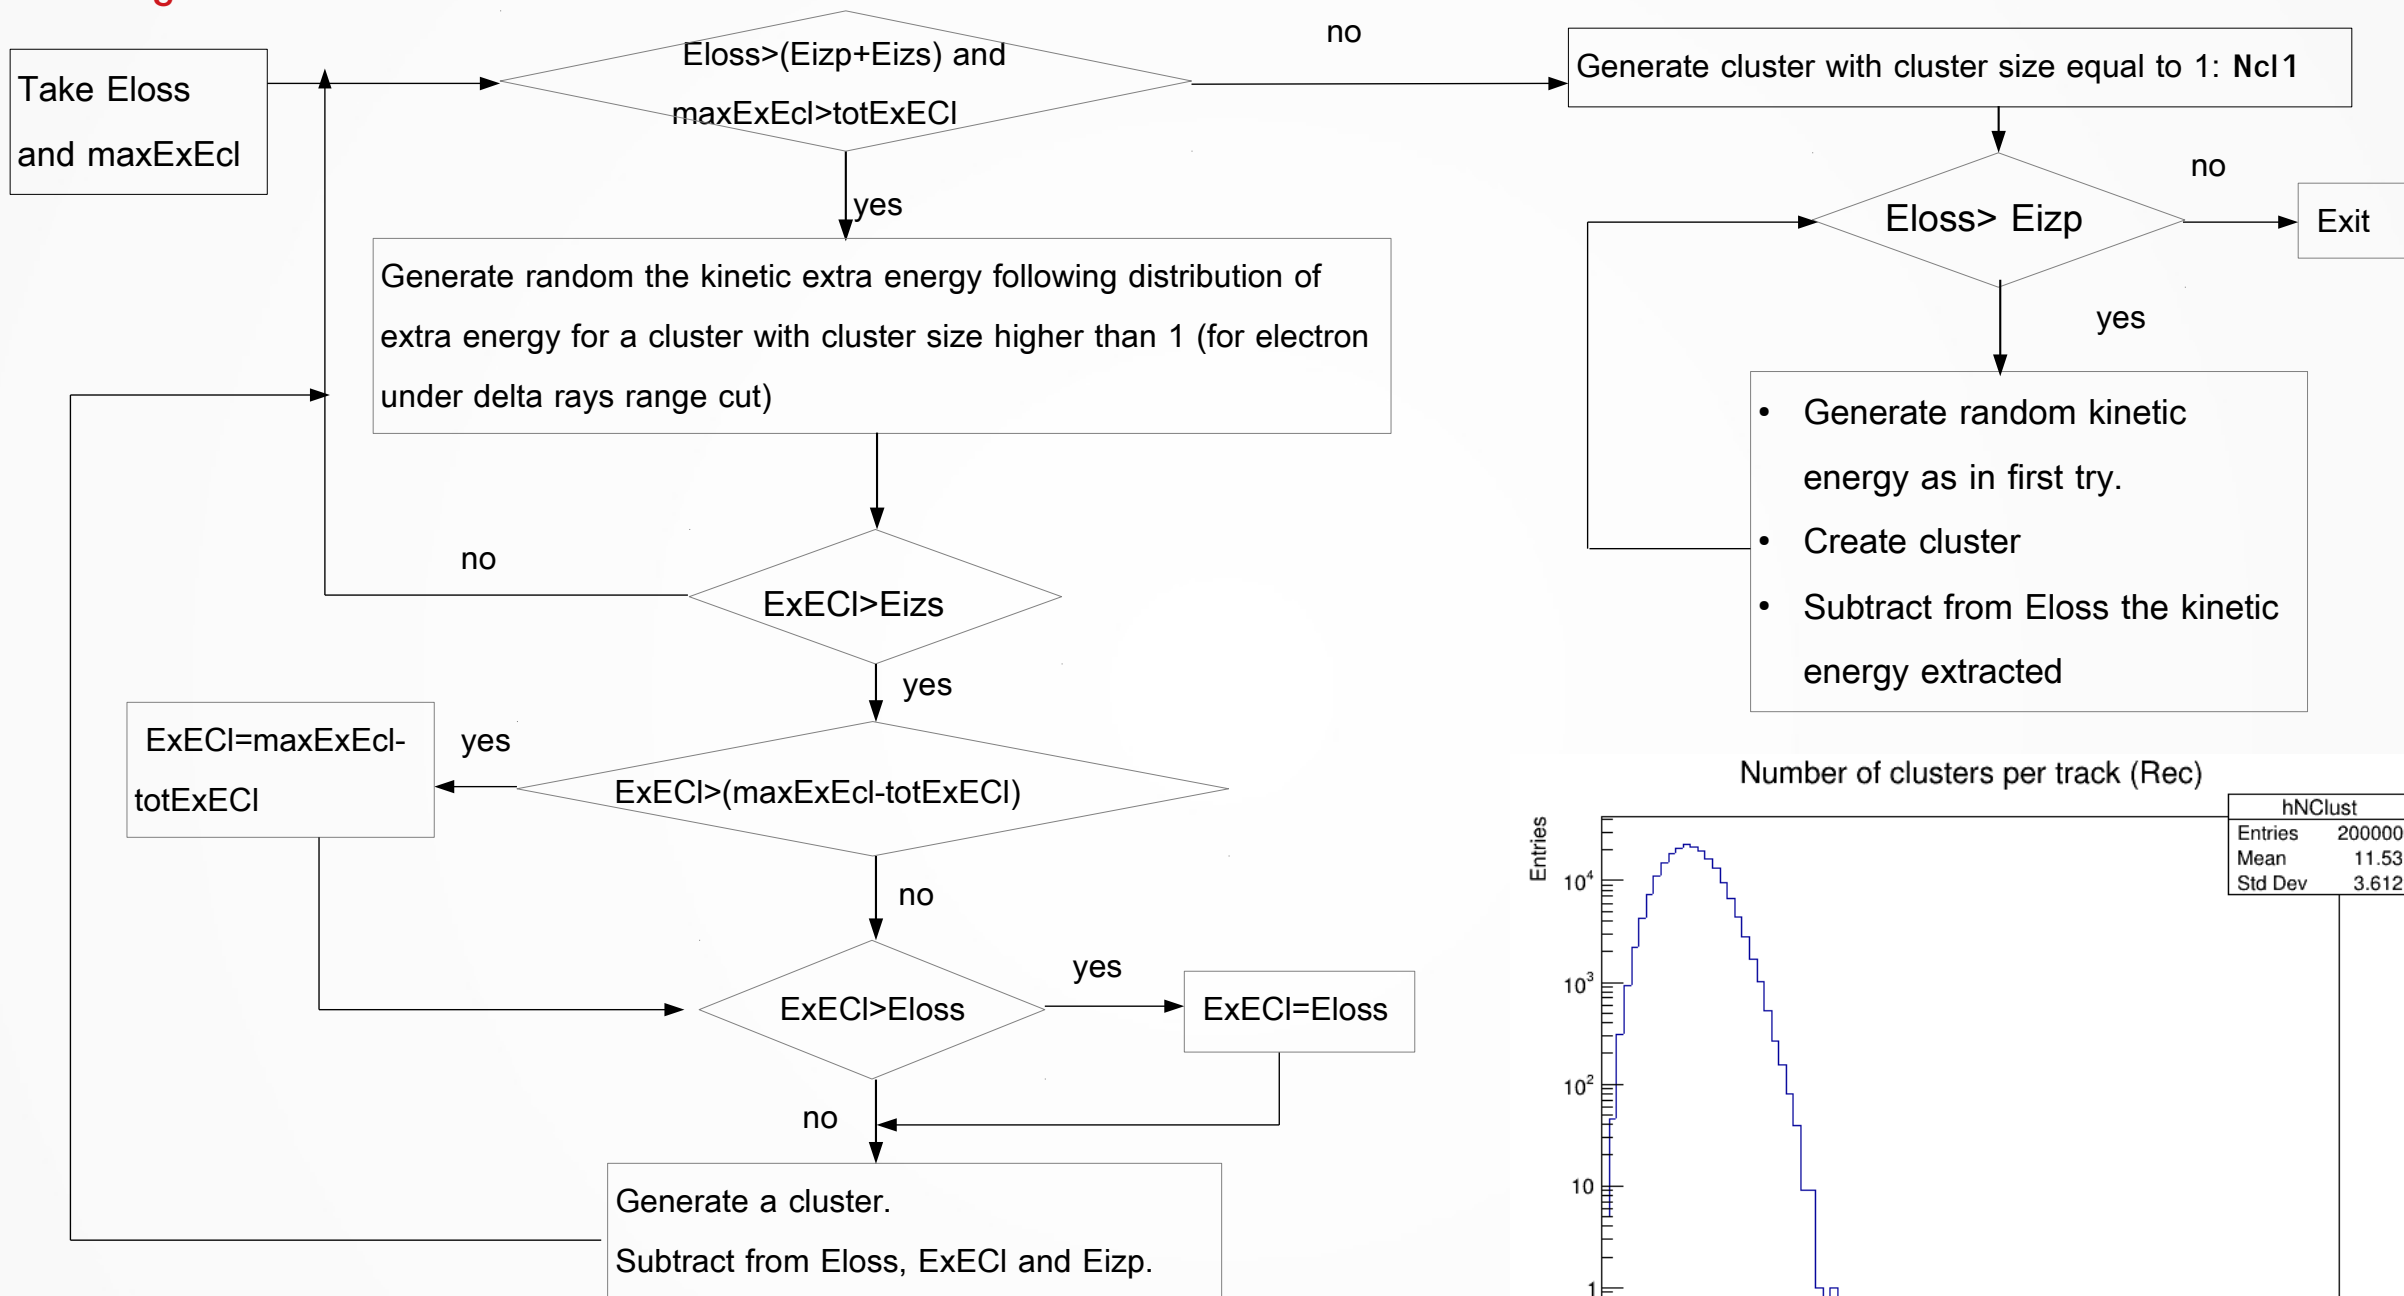 Take Eloss
and maxExEcl
Eloss>(Eizp+Eizs) and
maxExEcl>totExECl
no
yes
Generate random the kinetic extra energy following distribution of
extra energy for a cluster with cluster size higher than 1 (for electron
under delta rays range cut)
ExECl>Eizs
no
yes
ExECl>(maxExEcl-totExECl)
yes
ExECl=maxExEcl-
totExECl
no
ExECl>Eloss
yes
ExECl=Eloss
no
Generate a cluster.
Subtract from Eloss, ExECl and Eizp.
Generate cluster with cluster size equal to 1: Ncl1
Eloss> Eizp
no
Exit
yes
• Generate random kinetic
energy as in first try.
• Create cluster
• Subtract from Eloss the kinetic
energy extracted
Number of clusters per track (Rec)
hNClust
Entries 200000
Mean 11.53
Std Dev 3.612
Entries
10⁴
10³
10²
10
1